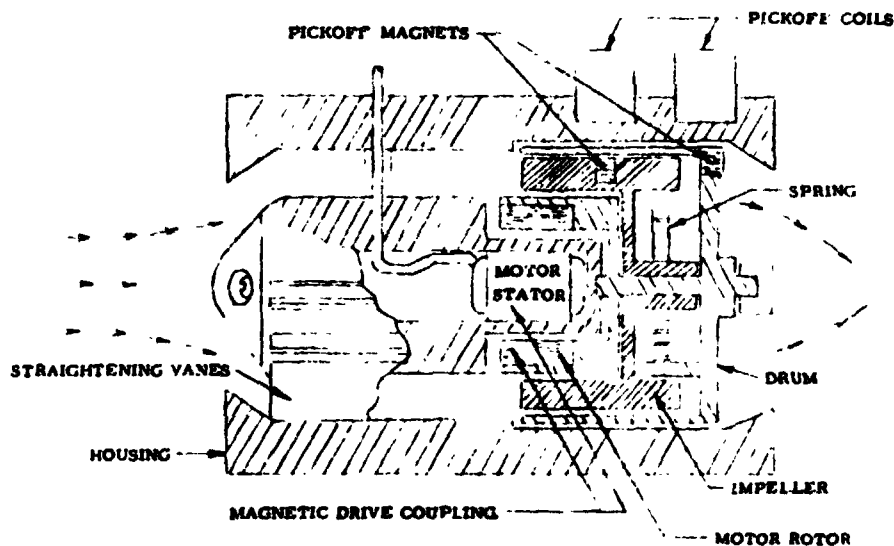 PICKOFF COILS
PICKOFF MAGNETS
SPRING
MOTOR
STATOR
STRAIGHTENING VANES
DRUM
HOUSING
IMPELLER
MAGNETIC DRIVE COUPLING
MOTOR ROTOR